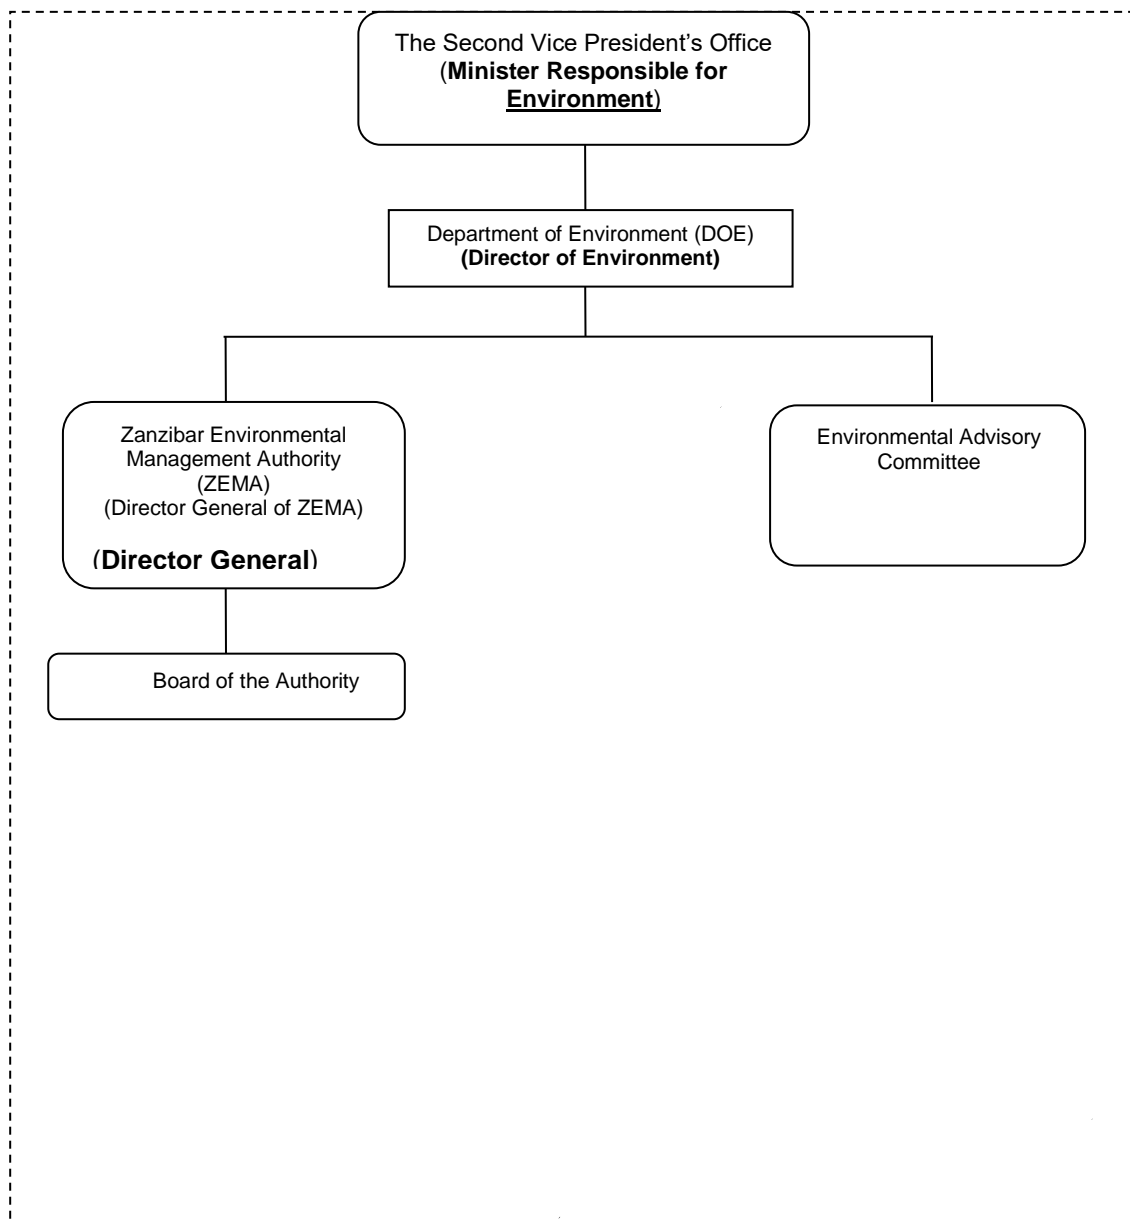 The Second Vice President’s Office
(Minister Responsible for
Environment)
Department of Environment (DOE)
(Director of Environment)
Zanzibar Environmental
Management Authority
(ZEMA)
(Director General of ZEMA)
(Director General)
Environmental Advisory
Committee
Board of the Authority